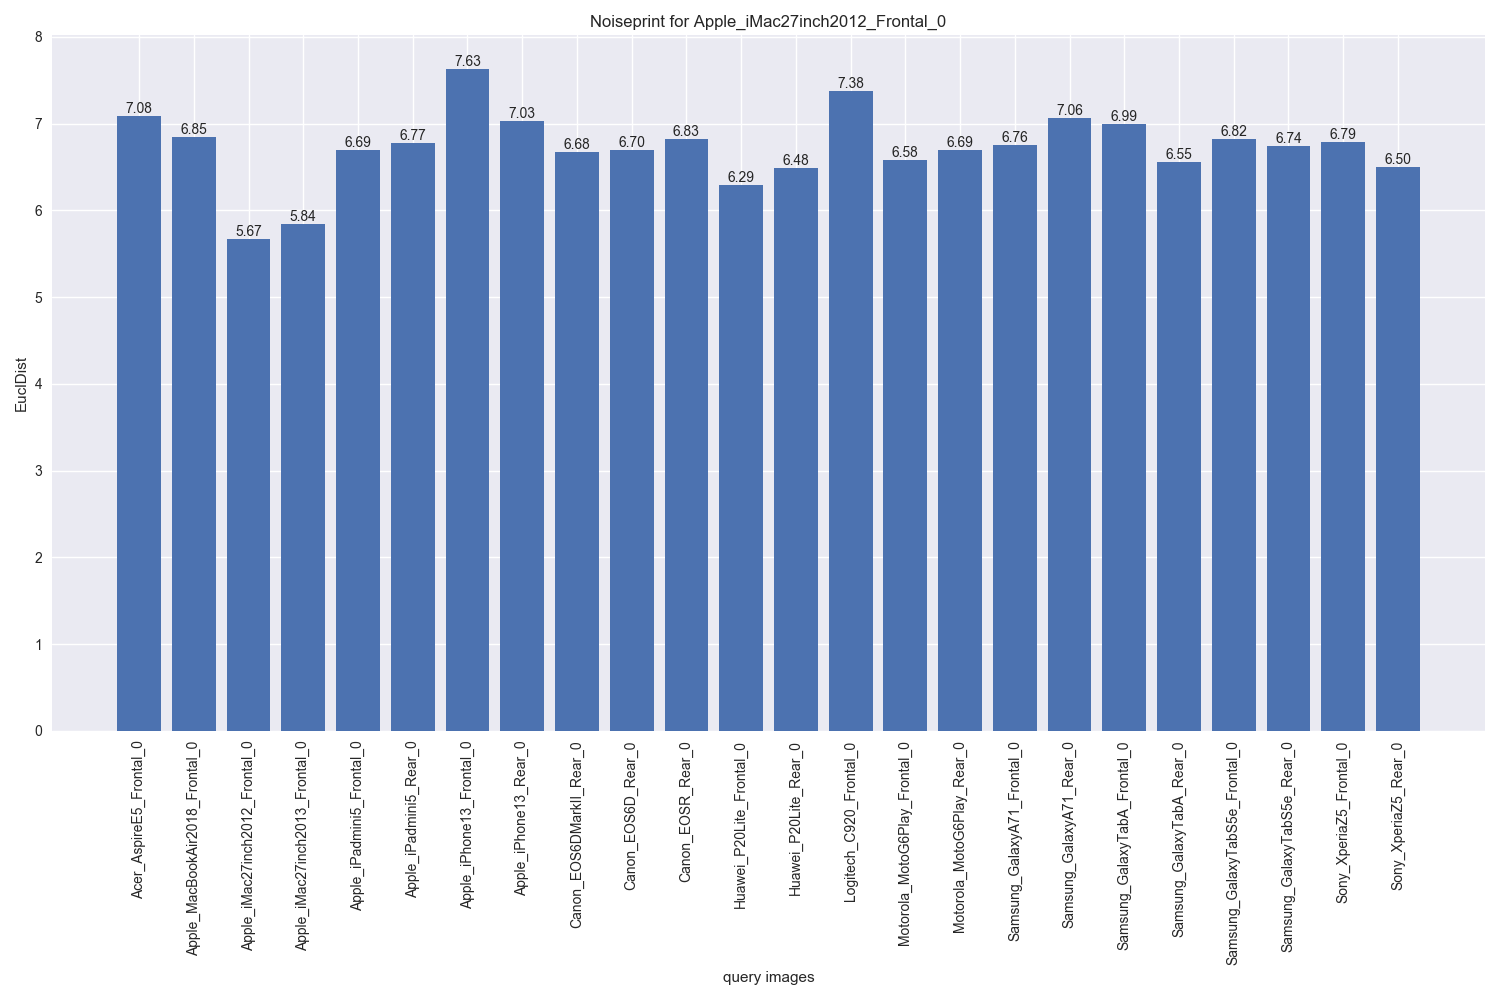 Noiseprint for Apple_iMac27inch2012_Frontal_0
EuclDist
8
7
6
5
4
3
2
1
0
7.08
6.85
5.67
5.84
6.69
6.77
7.63
7.03
6.68
6.70
6.83
6.29
6.48
7.38
6.58
6.69
6.76
7.06
6.99
6.55
6.82
6.74
6.79
6.50
Acer_AspireE5_Frontal_0
Apple_MacBookAir2018_Frontal_0
Apple_iMac27inch2012_Frontal_0
Apple_iMac27inch2013_Frontal_0
Apple_iPadmini5_Frontal_0
Apple_iPadmini5_Rear_0
Apple_iPhone13_Frontal_0
Apple_iPhone13_Rear_0
Canon_EOS6DMarkII_Rear_0
Canon_EOS6D_Rear_0
Canon_EOSR_Rear_0
Huawei_P20Lite_Frontal_0
Huawei_P20Lite_Rear_0
Logitech_C920_Frontal_0
Motorola_MotoG6Play_Frontal_0
Motorola_MotoG6Play_Rear_0
Samsung_GalaxyA71_Frontal_0
Samsung_GalaxyA71_Rear_0
Samsung_GalaxyTabA_Frontal_0
Samsung_GalaxyTabA_Rear_0
Samsung_GalaxyTabS5e_Frontal_0
Samsung_GalaxyTabS5e_Rear_0
Sony_XperiaZ5_Frontal_0
Sony_XperiaZ5_Rear_0
query images